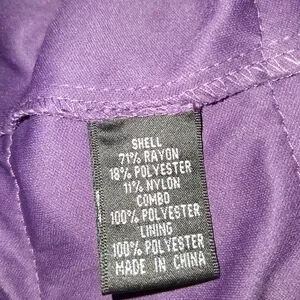 SHELL
71% RAYON
18% POLYESTER
11% NYLON
COMBO
100% POLYESTER
LINING
100% POLYESTER
MADE IN CHINA